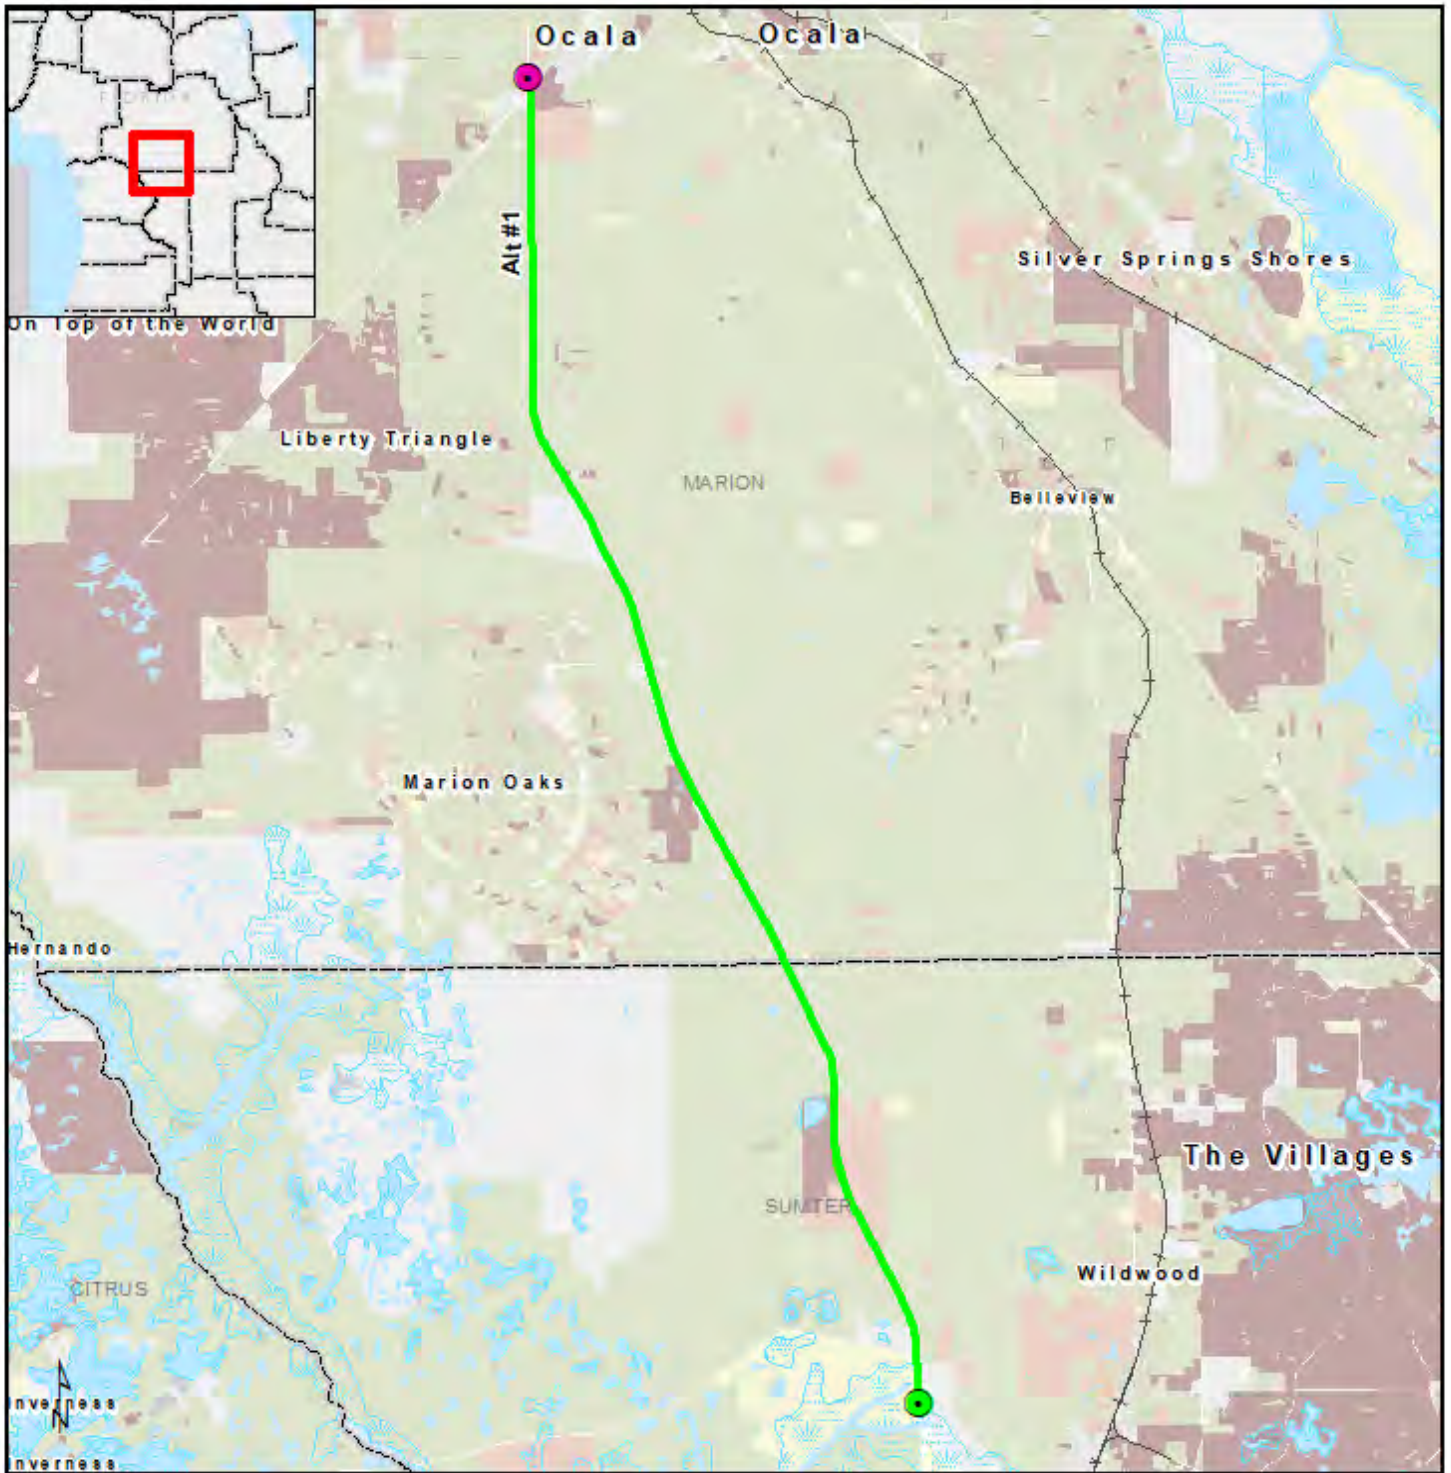 Ocala
Ocala
FLORIDA
Alt #1
Silver Springs Shores
On Top of the World
Liberty Triangle
MARION
Belleview
Marion Oaks
Hernando
The Villages
SUMTER
Wildwood
CITRUS
N
Inverness
Inverness